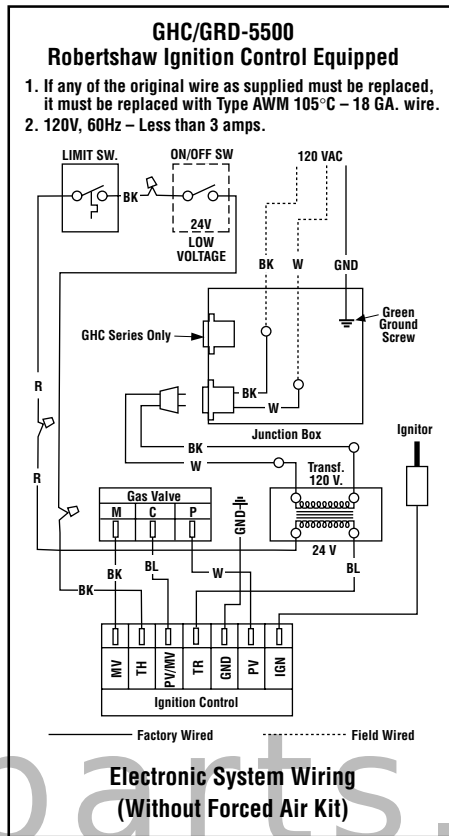 GHC/GRD-5500
Robertshaw Ignition Control Equipped
1. If any of the original wire as supplied must be replaced,
it must be replaced with Type AWM 105°C – 18 GA. wire.
2. 120V, 60Hz – Less than 3 amps.
LIMIT SW.
ON/OFF SW
120 VAC
BK
24V
LOW
VOLTAGE
BK
W
GND
GHC Series Only
Green
Ground
Screw
R
BK
W
Junction Box
Ignitor
BK
W
R
Transf.
120 V.
Gas Valve
M
C
P
GND
24 V
BK
BL
W
BL
BK
MV
TH
PV/MV
TR
GND
PV
IGN
Ignition Control
Factory Wired
Field Wired
Electronic System Wiring
(Without Forced Air Kit)
parts.